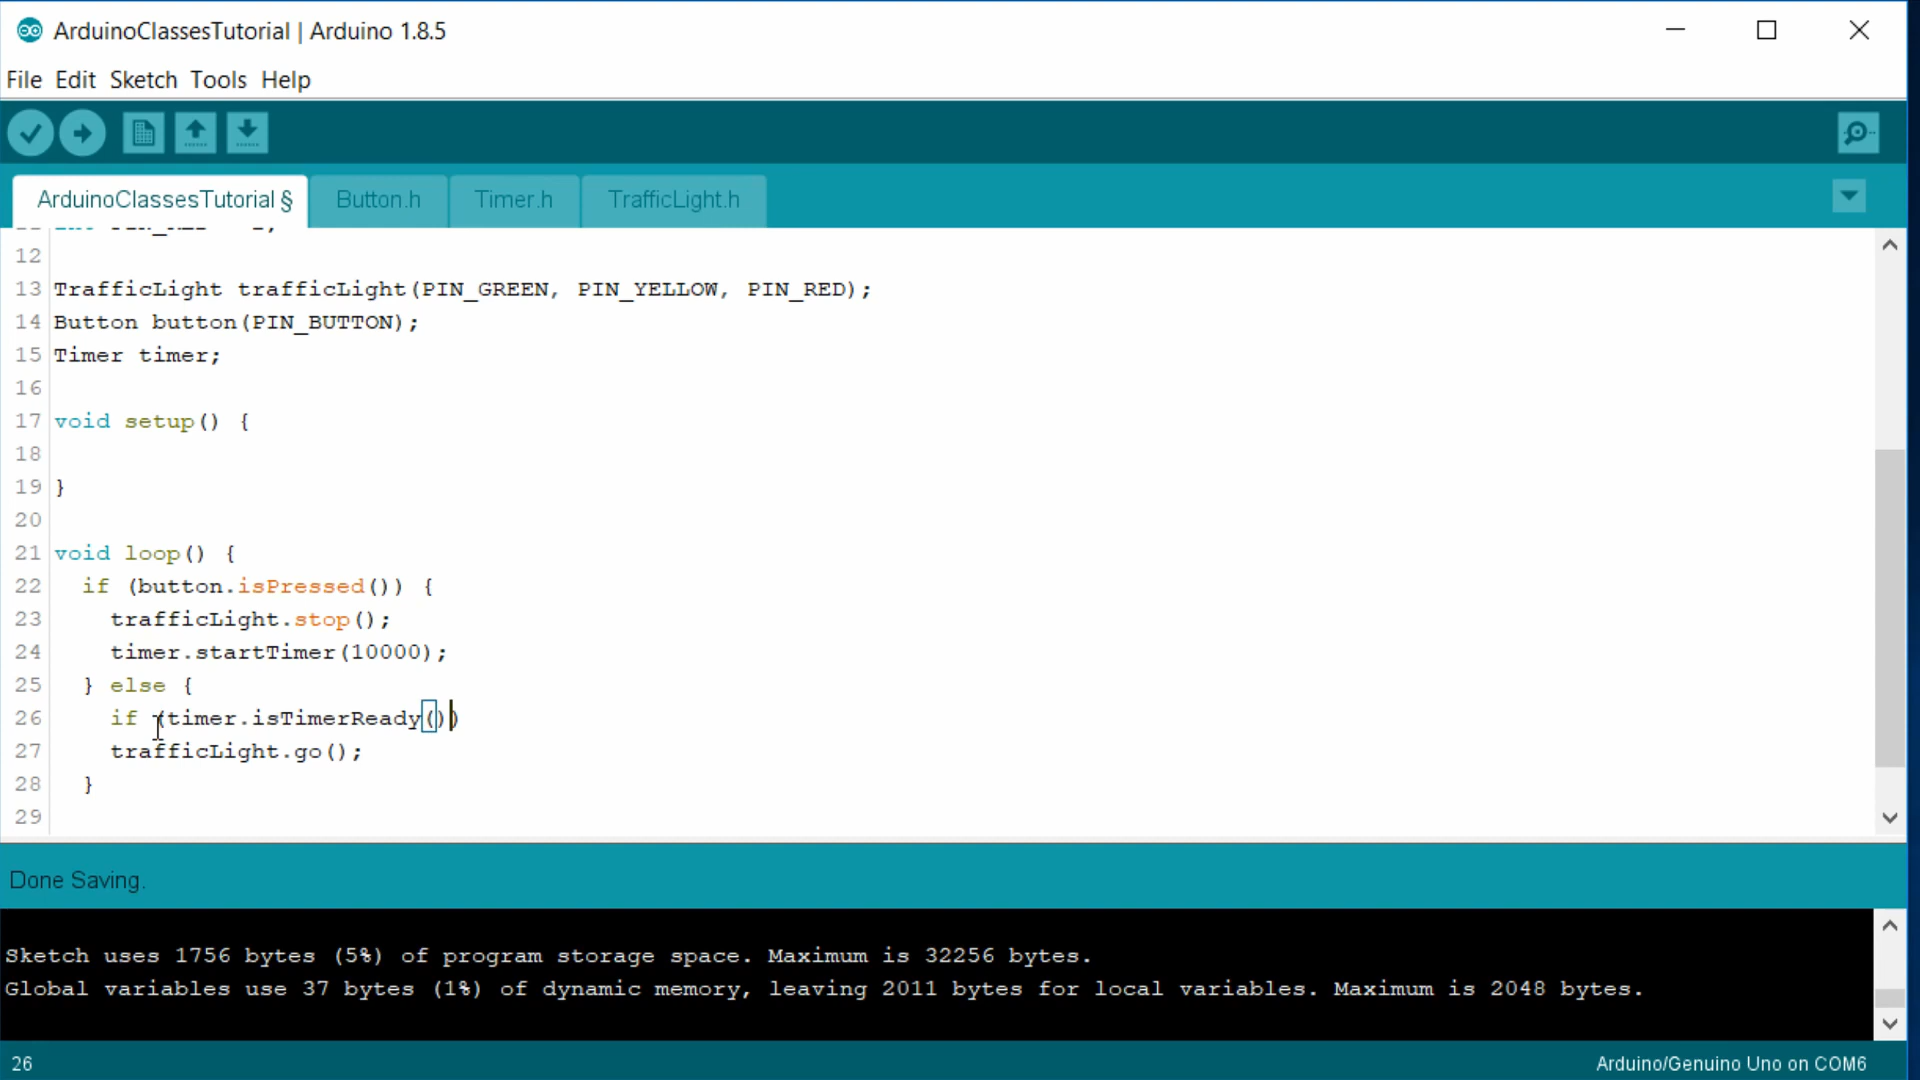 ArduinoClassesTutorial | Arduino 1.8.5
File Edit Sketch Tools Help
ArduinoClassesTutorial § Button.h Timer.h TrafficLight.h
12
13 TrafficLight trafficLight(PIN_GREEN, PIN_YELLOW, PIN_RED);
14 Button button(PIN_BUTTON);
15 Timer timer;
16
17 void setup() {
18
19 }
20
21 void loop() {
22 if (button.isPressed()) {
23 trafficLight.stop();
24 timer.startTimer(10000);
25 } else {
26 if (timer.isTimerReady())
27 trafficLight.go();
28 }
29
Done Saving.
Sketch uses 1756 bytes (5%) of program storage space. Maximum is 32256 bytes.
Global variables use 37 bytes (1%) of dynamic memory, leaving 2011 bytes for local variables. Maximum is 2048 bytes.
26 Arduino/Genuino Uno on COM6